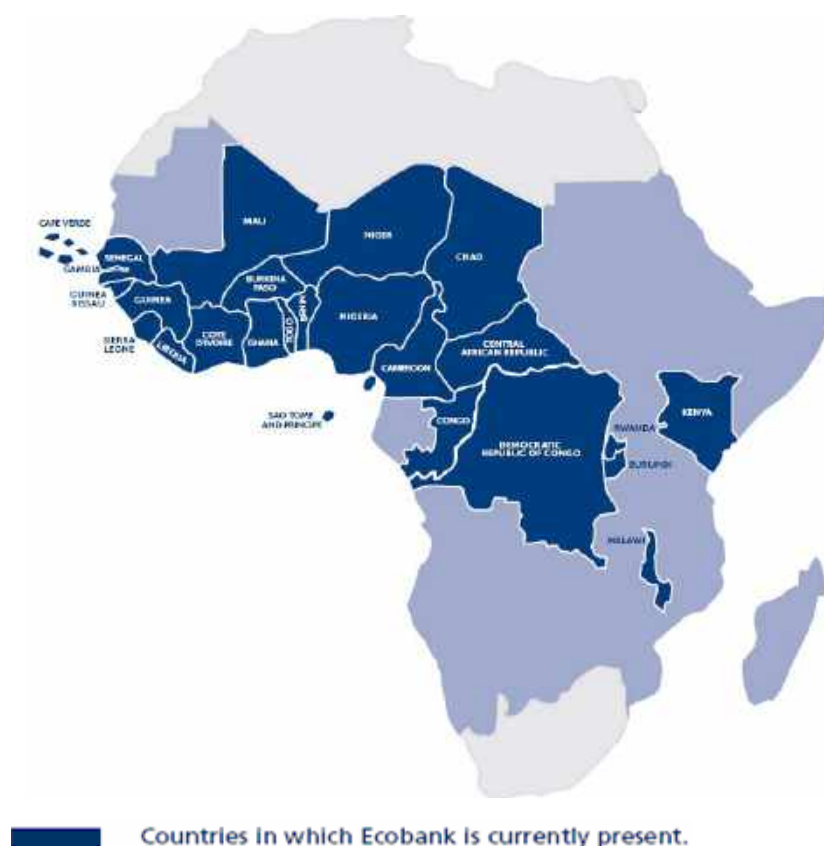 MALI
NIGER
CHAD
CAPE VERDE
SENEGAL
GAMBIA
GUINEA
BISSAU
GUINEA
BURKINA
FASO
BENIN
TOGO
NIGERIA
SIERRA
LEONE
LIBERIA
COTE
D'IVOIRE
GHANA
CENTRAL
AFRICAN REPUBLIC
CAMEROON
SAO TOME
AND PRINCIPE
CONGO
DEMOCRATIC
REPUBLIC OF CONGO
RWANDA
KENYA
BURUNDI
MALAWI
Countries in which Ecobank is currently present.